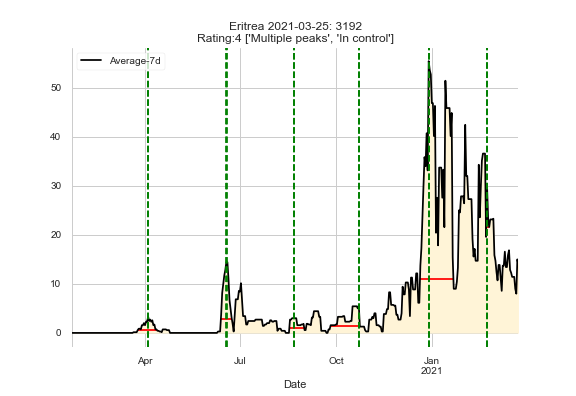 Eritrea 2021-03-25: 3192
Rating:4 ['Multiple peaks', 'In control']
Average-7d
50
40
30
20
10
0
Apr
Jul
Oct
Jan
2021
Date